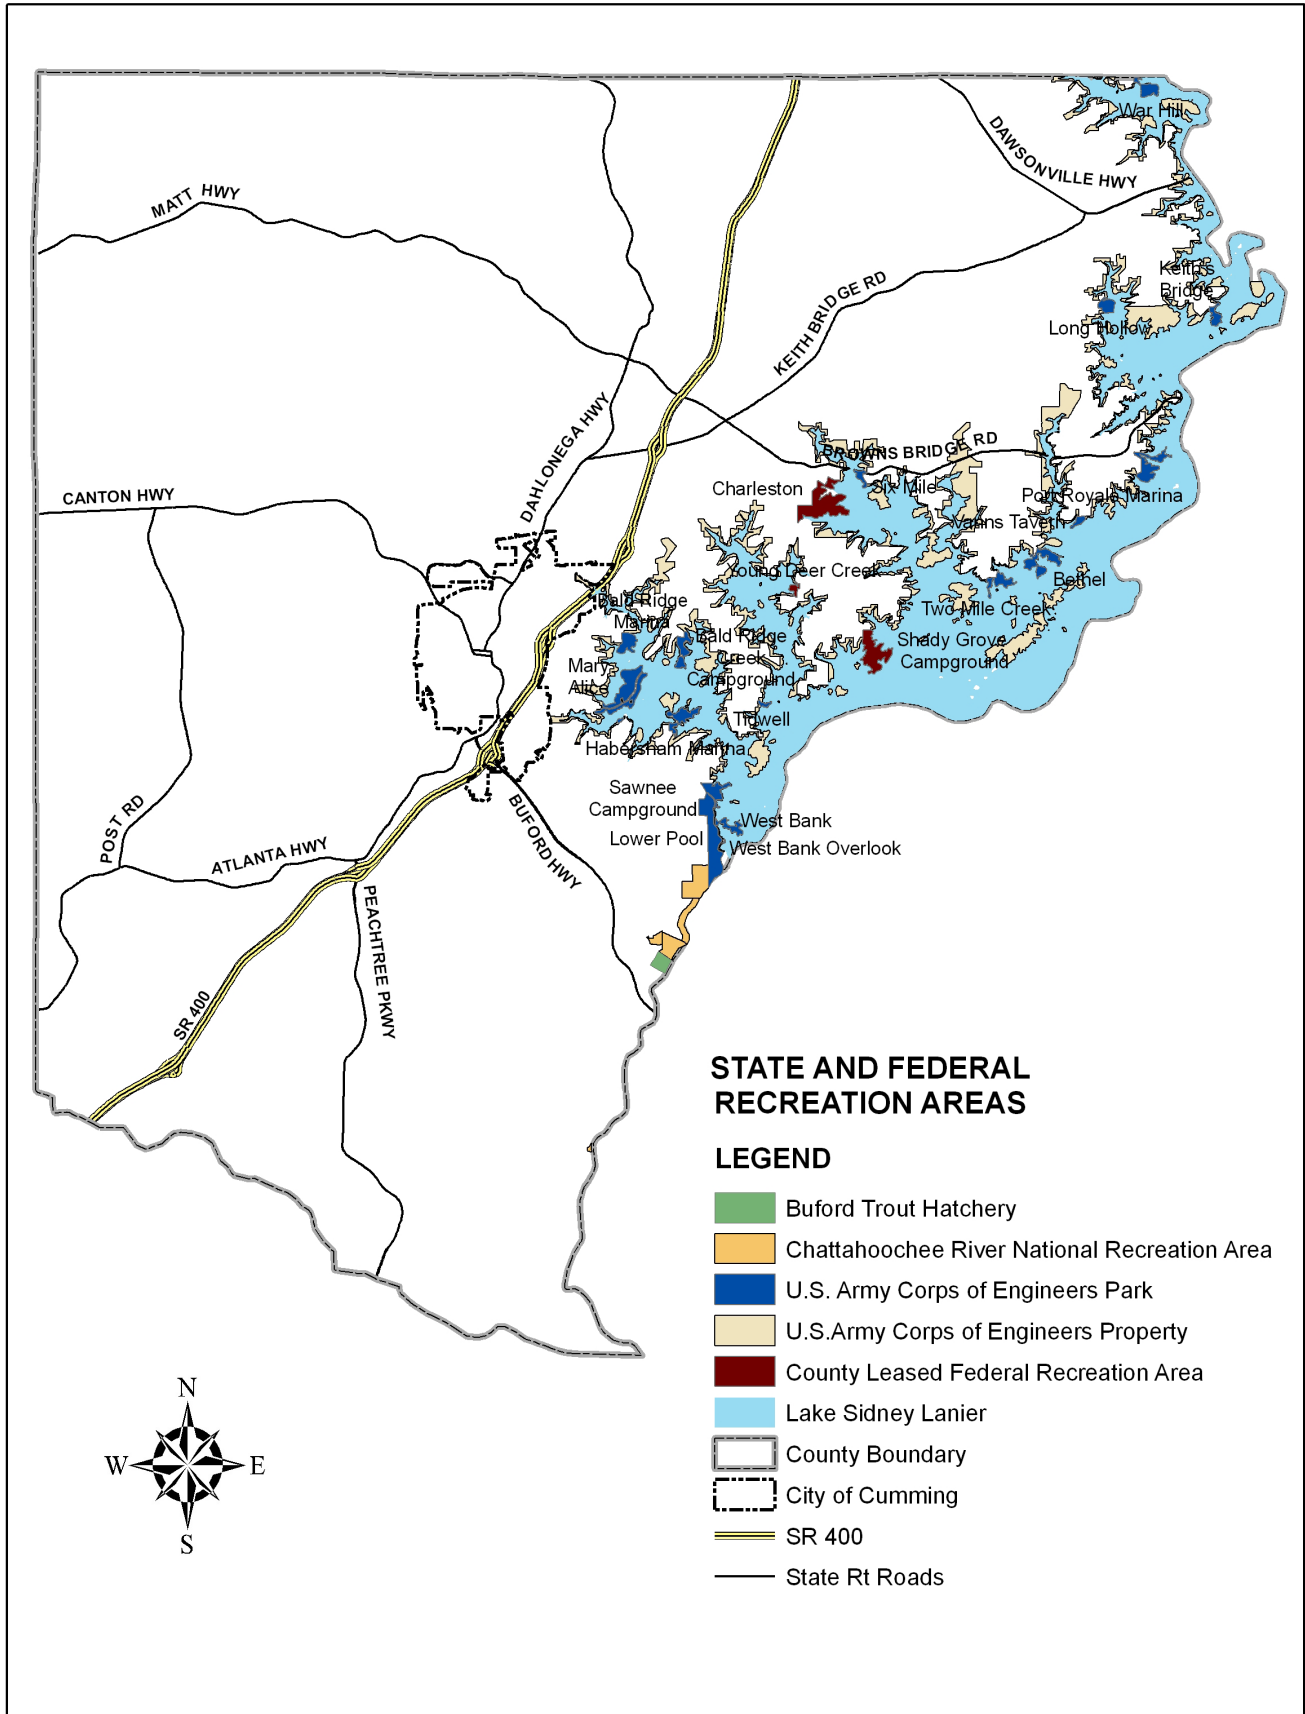 War Hill
DAWSONVILLE HWY
MATT HWY
Keith's
Bridge
KEITH BRIDGE RD
Long Hollow
DAHLONEGA HWY
BROWNS BRIDGE RD
Charleston
Six Mile
CANTON HWY
Port Royale Marina
Vanns Tavern
Young Deer Creek
Bethel
Bald Ridge
Marina
Two Mile Creek
Bald Ridge
Creek
Campground
Shady Grove
Campground
Mary
Alice
Tidwell
Habersham Marina
Sawnee
Campground
West Bank
Lower Pool
West Bank Overlook
POST RD
ATLANTA HWY
BUFORD HWY
PEACHTREE PKWY
SR 400
STATE AND FEDERAL
RECREATION AREAS
LEGEND
Buford Trout Hatchery
Chattahoochee River National Recreation Area
U.S. Army Corps of Engineers Park
U.S.Army Corps of Engineers Property
County Leased Federal Recreation Area
Lake Sidney Lanier
County Boundary
City of Cumming
SR 400
State Rt Roads
N
W E
S